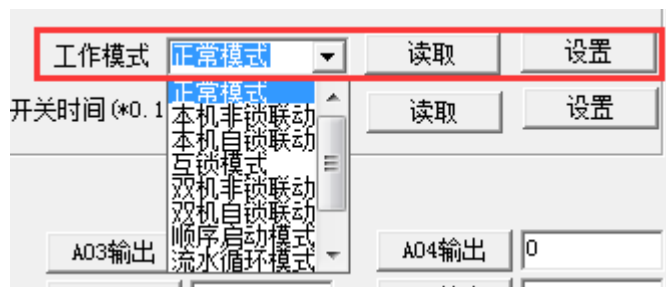 工作模式 正常模式 读取 设置
开关时间(*0.1 读取 设置
正常模式
本机非锁联动
本机自锁联动
互锁模式
双机非锁联动
双机自锁联动
顺序启动模式
流水循环模式
A03输出 A04输出 0